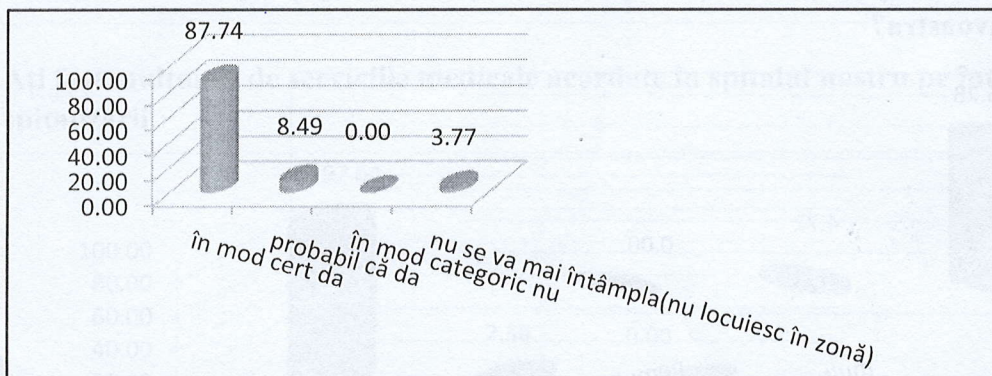 87.74
100.00
80.00
60.00
40.00
20.00
0.00
8.49
0.00
3.77
în mod cert da
probabil că da
în mod categoric nu
nu se va mai întâmpla(nu locuiesc în zonă)